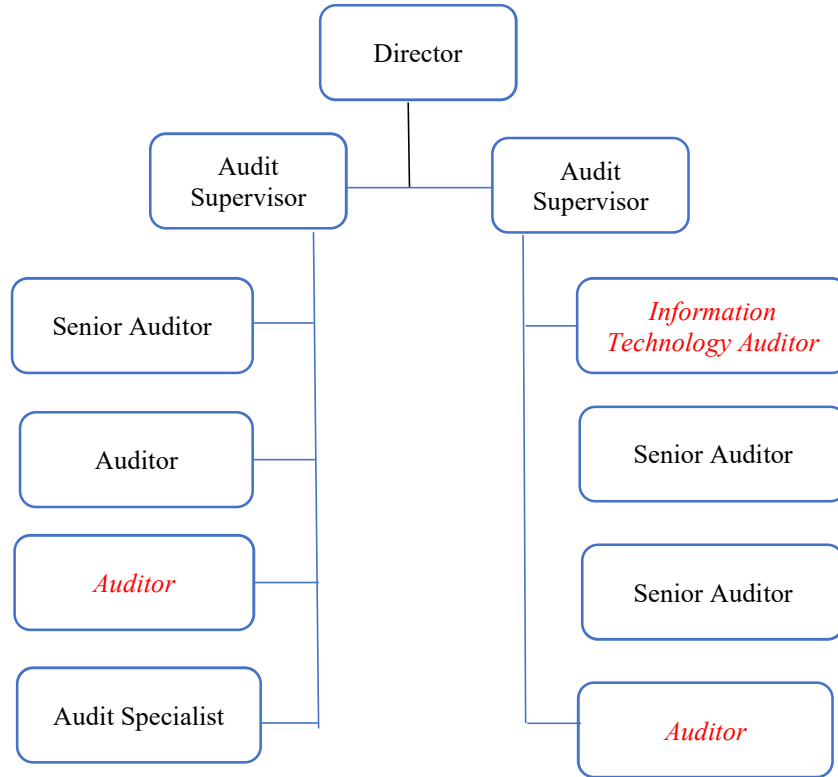 Director
Audit
Supervisor
Audit
Supervisor
Senior Auditor
Auditor
Auditor
Audit Specialist
Information
Technology Auditor
Senior Auditor
Senior Auditor
Auditor